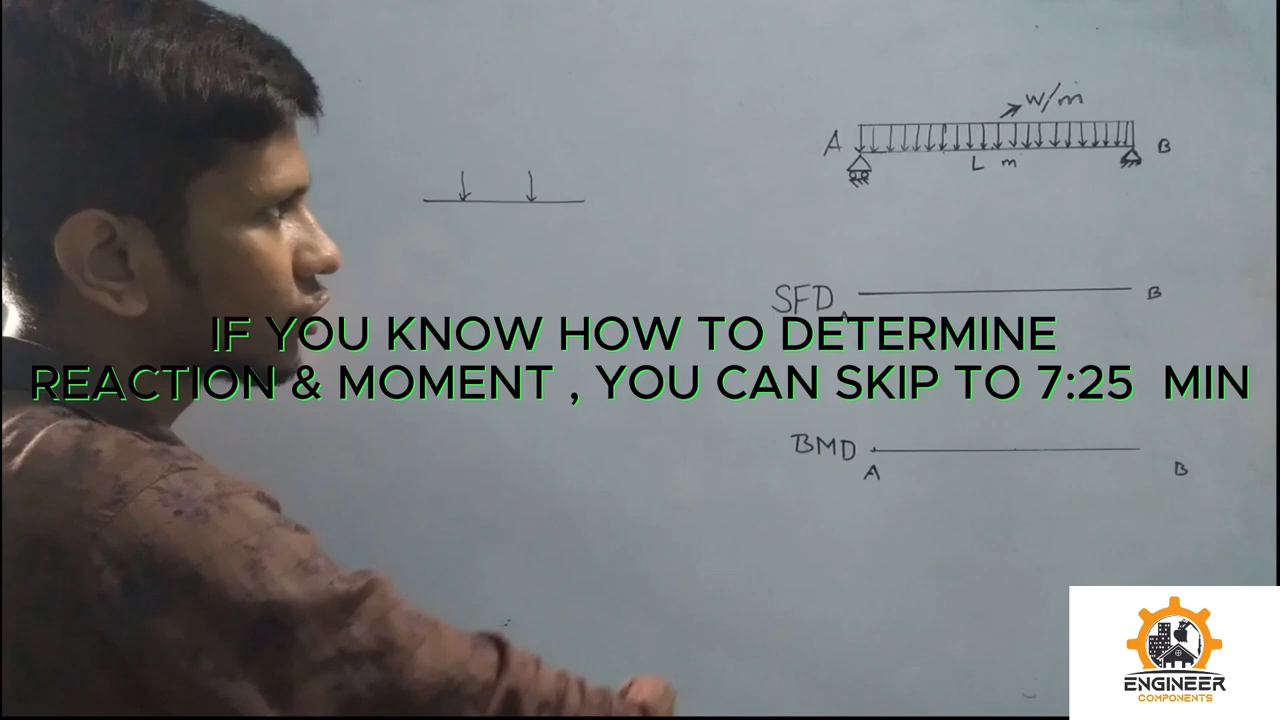 W/m
A B
L m
SFD B
A
IF YOU KNOW HOW TO DETERMINE
REACTION & MOMENT , YOU CAN SKIP TO 7:25 MIN
BMD
A B
ENGINEER
COMPONENTS